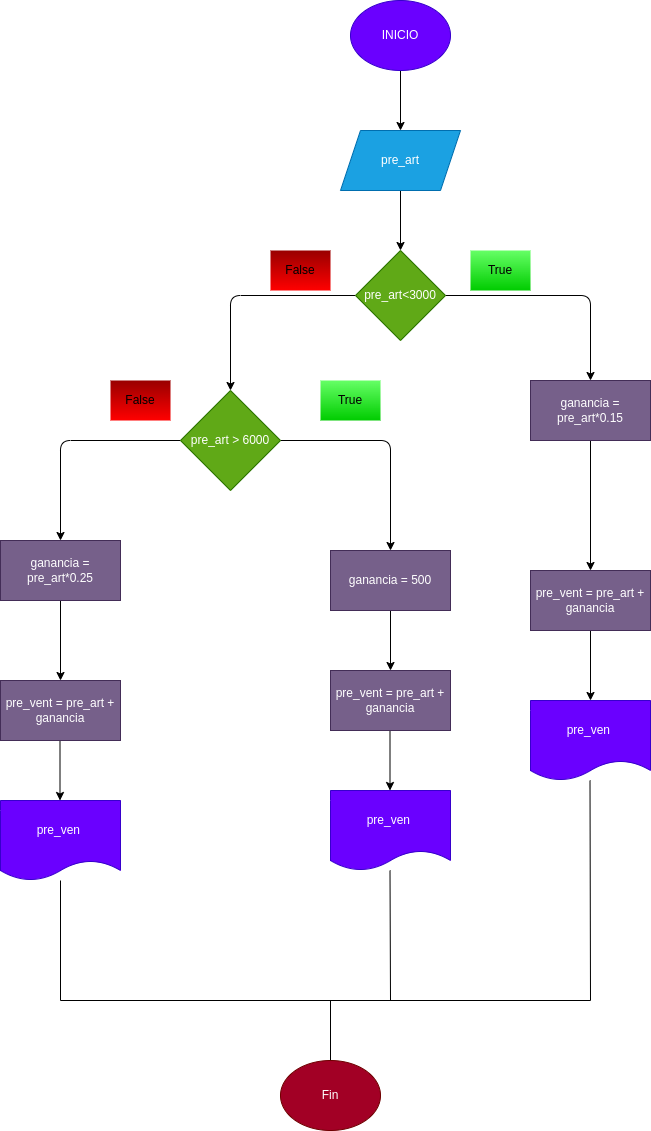 INICIO
pre_art
False
True
pre_art<3000
False
True
pre_art > 6000
ganancia =
pre_art*0.15
ganancia =
pre_art*0.25
ganancia = 500
pre_vent = pre_art +
ganancia
pre_vent = pre_art +
ganancia
pre_vent = pre_art +
ganancia
pre_ven
pre_ven
pre_ven
Fin